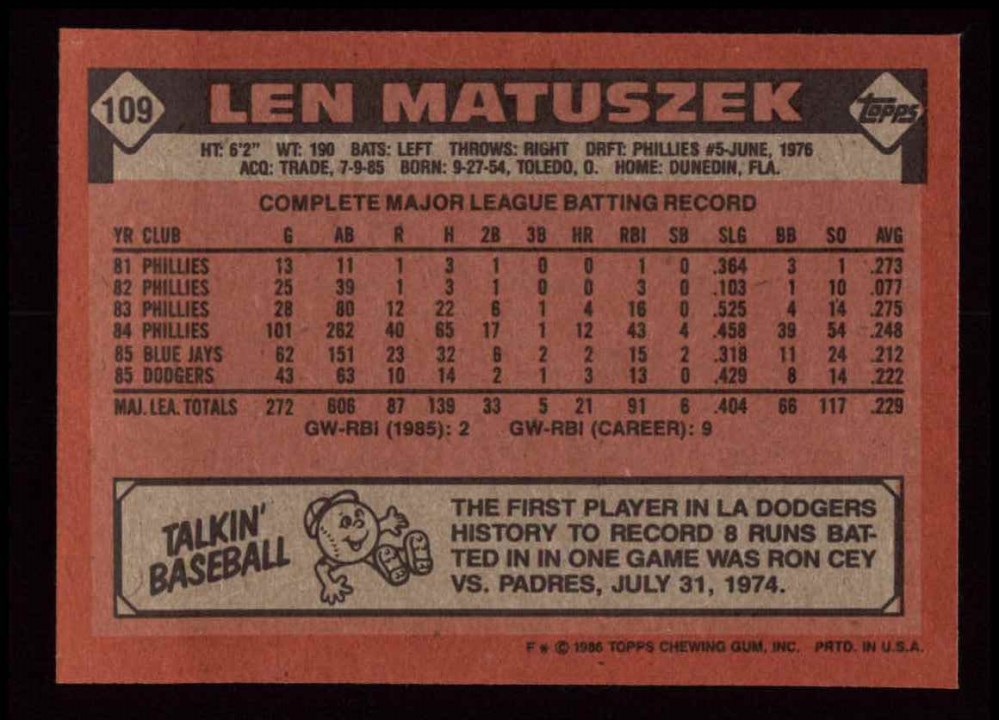 109
LEN MATUSZEK
topps
HT: 6'2" WT: 190 BATS: LEFT THROWS: RIGHT DRFT: PHILLIES #5-JUNE, 1976
ACQ: TRADE, 7-9-85 BORN: 9-27-54, TOLEDO, O. HOME: DUNEDIN, FLA.
COMPLETE MAJOR LEAGUE BATTING RECORD
YR CLUB G AB R H 2B 3B HR RBI SB SLG BB SO AVG
81 PHILLIES 13 11 1 3 1 0 0 1 0 .364 3 1 .273
82 PHILLIES 25 39 1 3 1 0 0 3 0 .103 1 10 .077
83 PHILLIES 28 80 12 22 6 1 4 16 0 .525 4 14 .275
84 PHILLIES 101 262 40 65 17 1 12 43 4 .458 39 54 .248
85 BLUE JAYS 62 151 23 32 6 2 2 15 2 .318 11 24 .212
85 DODGERS 43 63 10 14 2 1 3 13 0 .429 8 14 .222
MAJ. LEA. TOTALS 272 606 87 139 33 5 21 91 6 .404 66 117 .229
GW-RBI (1985): 2 GW-RBI (CAREER): 9
TALKIN'
BASEBALL
THE FIRST PLAYER IN LA DODGERS
HISTORY TO RECORD 8 RUNS BAT-
TED IN IN ONE GAME WAS RON CEY
VS. PADRES, JULY 31, 1974.
F * © 1986 TOPPS CHEWING GUM, INC. PRTD. IN U.S.A.